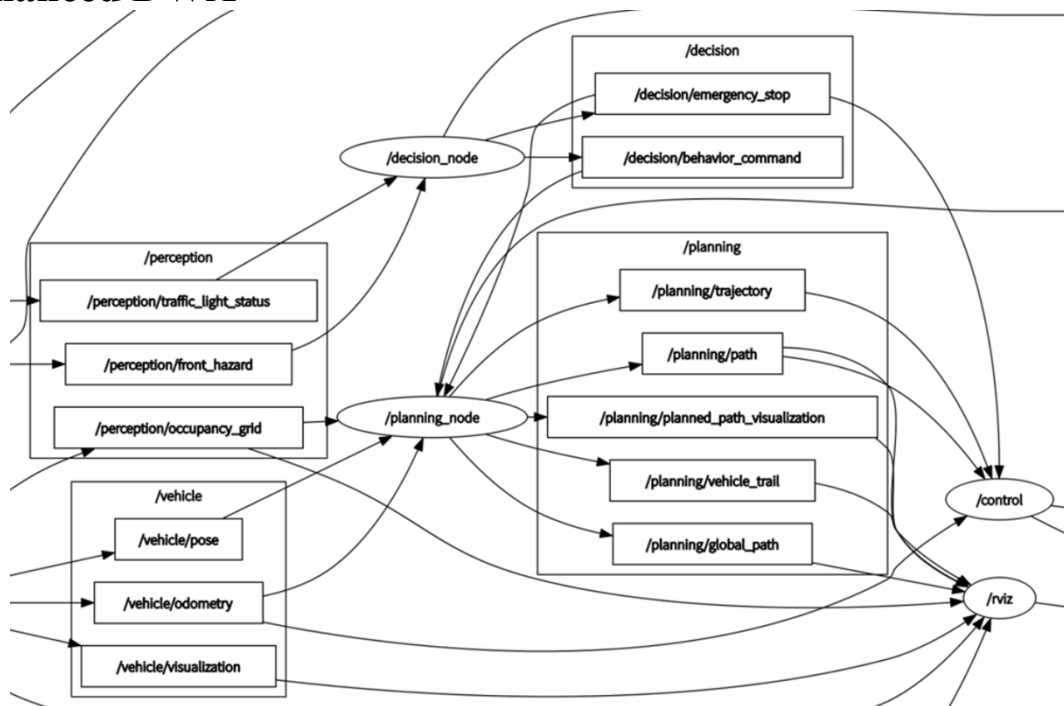 /decision
/decision/emergency_stop
/decision_node
/decision/behavior_command
/perception
/planning
/perception/traffic_light_status
/planning/trajectory
/perception/front_hazard
/planning/path
/perception/occupancy_grid
/planning_node
/planning/planned_path_visualization
/planning/vehicle_trail
/vehicle
/control
/vehicle/pose
/planning/global_path
/vehicle/odometry
/rviz
/vehicle/visualization